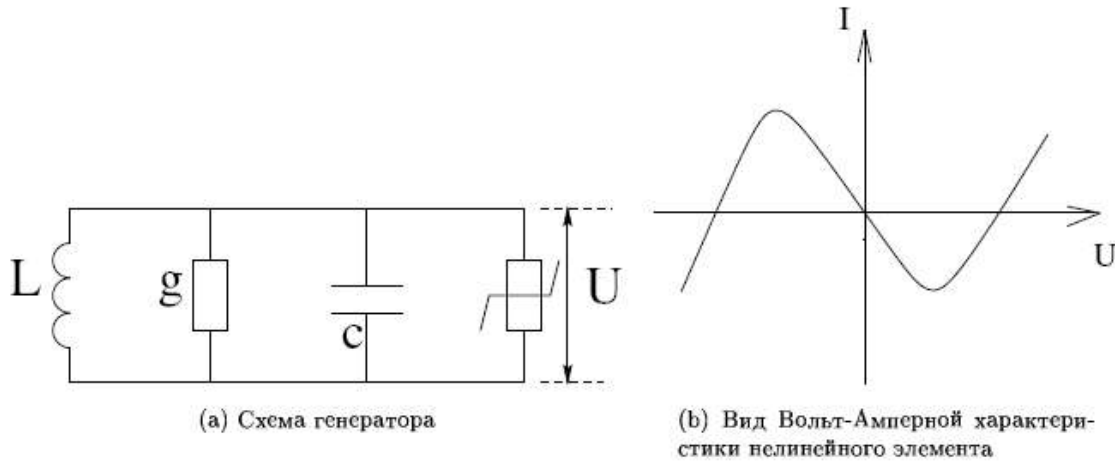 I
U
L
g
c
U
(a) Схема генератора
(b) Вид Вольт-Амперной характери-
стики нелинейного элемента